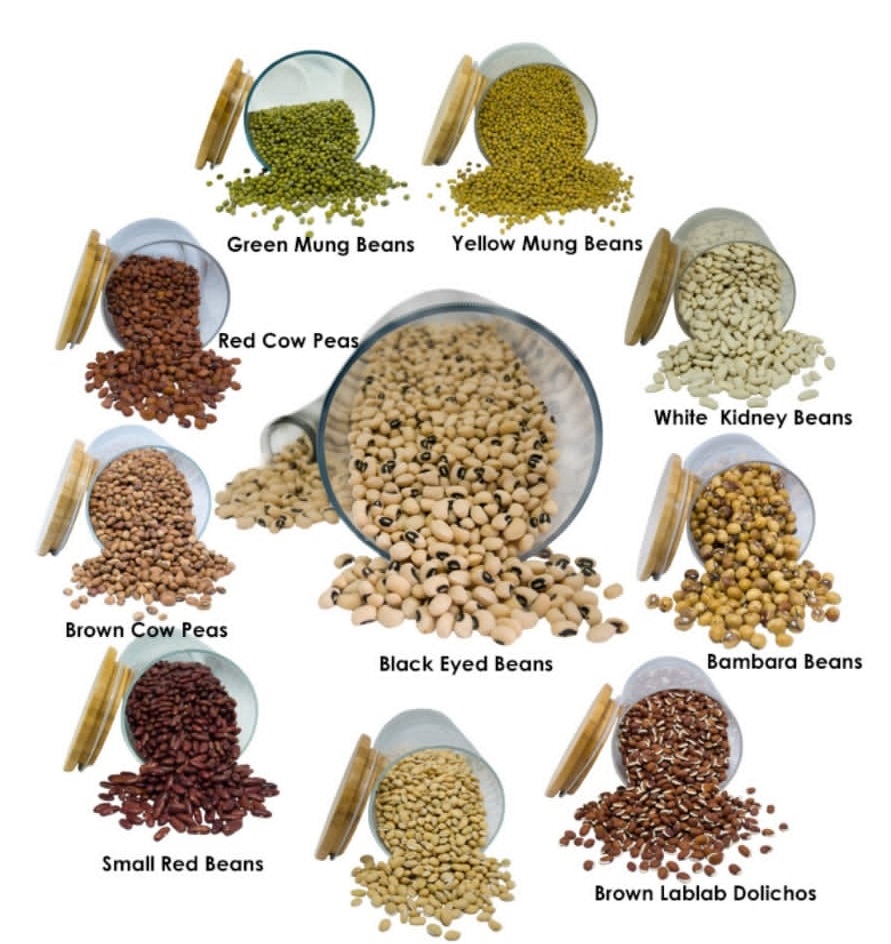 Green Mung Beans
Yellow Mung Beans
Red Cow Peas
White Kidney Beans
Brown Cow Peas
Black Eyed Beans
Bambara Beans
Small Red Beans
Brown Lablab Dolichos